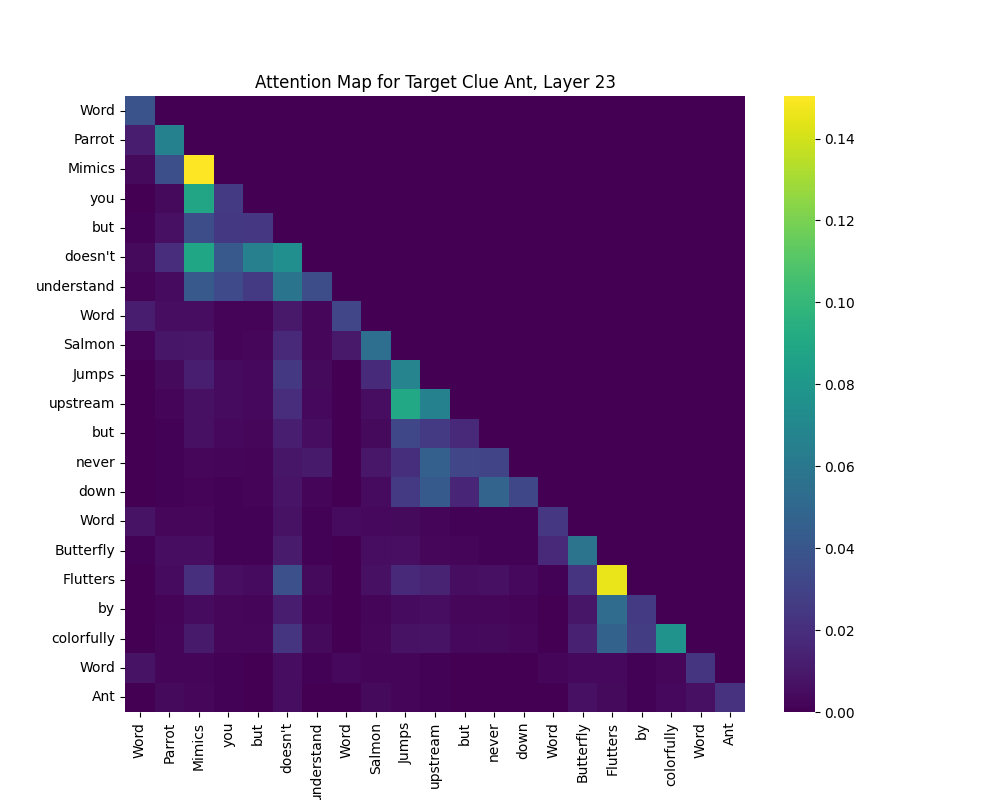 Attention Map for Target Clue Ant, Layer 23
Word
Parrot
Mimics
you
but
doesn't
understand
Word
Salmon
Jumps
upstream
but
never
down
Word
Butterfly
Flutters
by
colorfully
Word
Ant
Word
Parrot
Mimics
you
but
doesn't
understand
Word
Salmon
Jumps
upstream
but
never
down
Word
Butterfly
Flutters
by
colorfully
Word
Ant
0.14
0.12
0.10
0.08
0.06
0.04
0.02
0.00